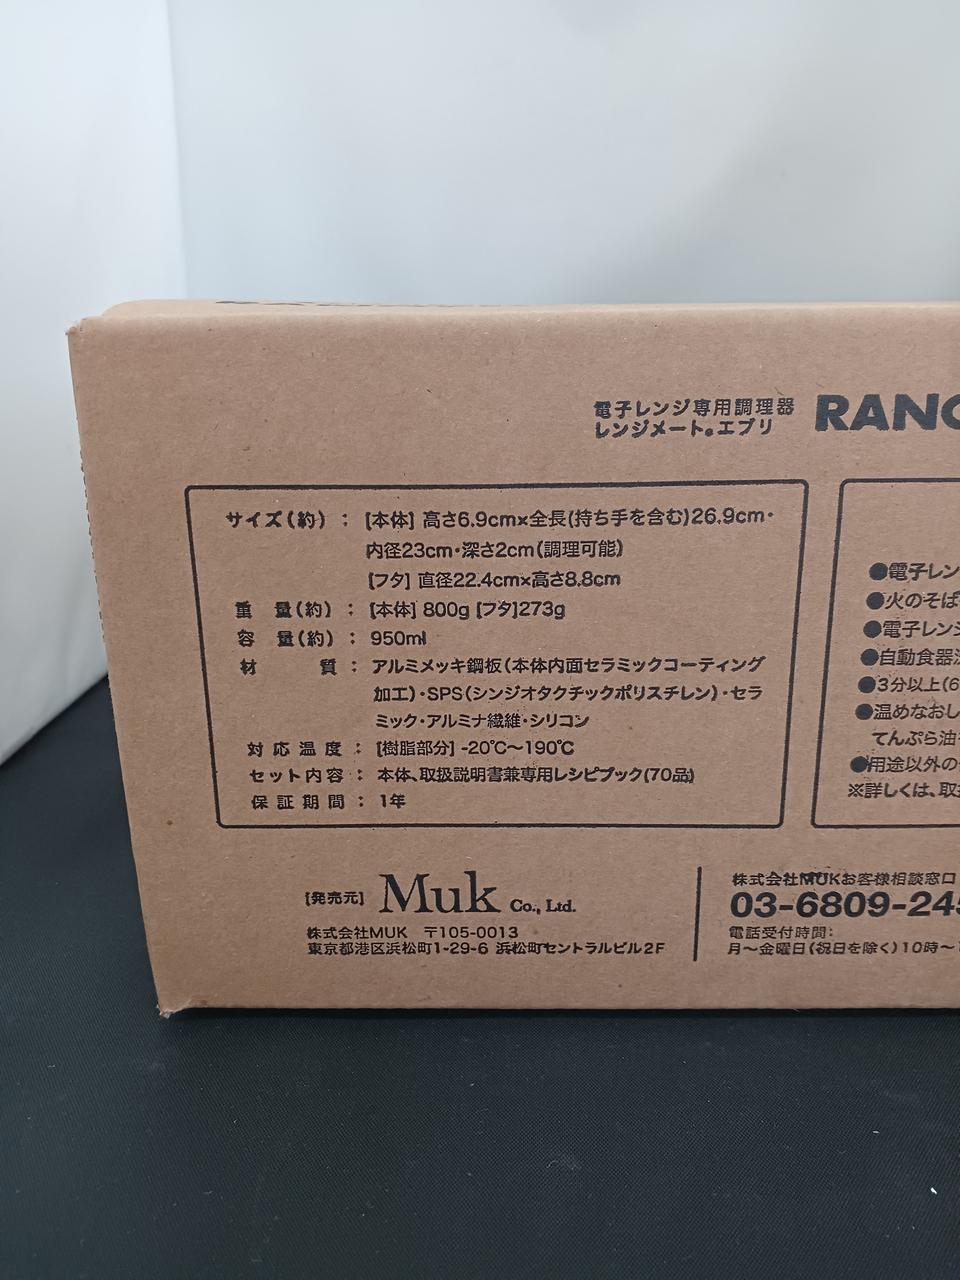 電子レンジ専用調理器
レンジメート®エブリ
サイズ(約) : [本体] 高さ6.9cm×全長(持ち手を含む)26.9cm・
内径23cm・深さ2cm(調理可能)
[フタ] 直径22.4cm×高さ8.8cm
重量(約) : [本体] 800g [フタ]273g
容量(約) : 950ml
材質 : アルミメッキ鋼板(本体内面セラミックコーティング
加工)・SPS(シンジオタクチックポリスチレン)・セラ
ミック・アルミナ繊維・シリコン
対応温度 : [樹脂部分] -20℃〜190℃
セット内容 : 本体、取扱説明書兼専用レシピブック(70品)
保証期間 : 1年
●電子レン
●火のそば
●電子レン
●自動食器
●3分以上(6
●温めなおし
てんぷら油
●用途以外の
※詳しくは、取
[発売元] Muk Co., Ltd.
株式会社MUK 〒105-0013
東京都港区浜松町1-29-6 浜松町セントラルビル2F
株式会社MUKお客様相談窓口
03-6809-245
電話受付時間:
月〜金曜日(祝日を除く)10時〜